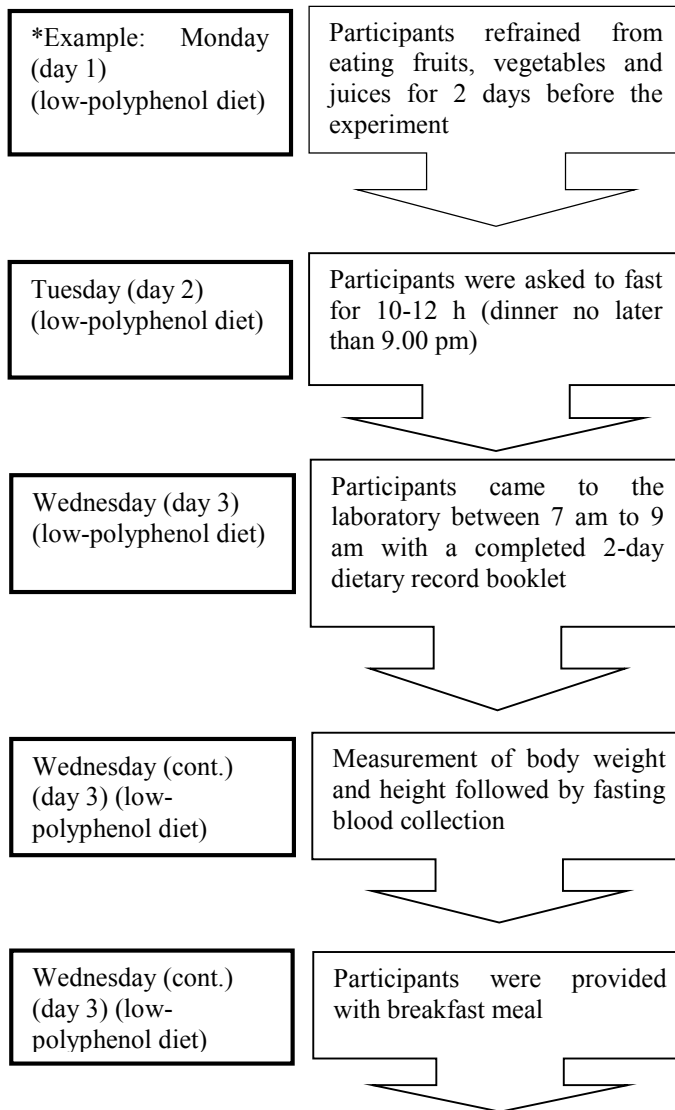 *Example: Monday
(day 1)
(low-polyphenol diet)
Participants refrained from
eating fruits, vegetables and
juices for 2 days before the
experiment
Tuesday (day 2)
(low-polyphenol diet)
Participants were asked to fast
for 10-12 h (dinner no later
than 9.00 pm)
Wednesday (day 3)
(low-polyphenol diet)
Participants came to the
laboratory between 7 am to 9
am with a completed 2-day
dietary record booklet
Wednesday (cont.)
(day 3) (low-
polyphenol diet)
Measurement of body weight
and height followed by fasting
blood collection
Wednesday (cont.)
(day 3) (low-
polyphenol diet)
Participants were provided
with breakfast meal